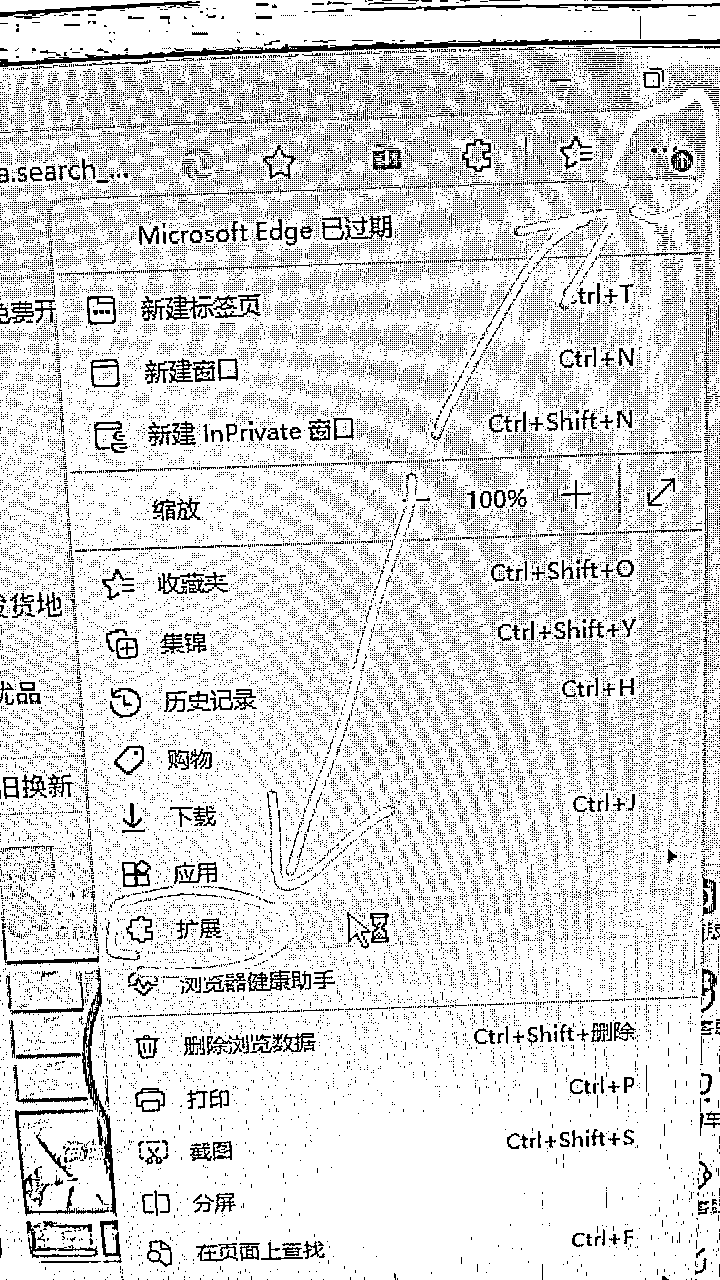 a.search_...
Microsoft Edge 已过期
新建标签页 Ctrl+T
新建窗口 Ctrl+N
新建 InPrivate 窗口 Ctrl+Shift+N
缩放 — 100% +
收藏夹 Ctrl+Shift+O
集锦 Ctrl+Shift+Y
发货地
历史记录 Ctrl+H
优品
购物
旧换新
下载 Ctrl+J
应用
扩展
浏览器健康助手
删除浏览数据 Ctrl+Shift+删除
打印 Ctrl+P
截图 Ctrl+Shift+S
分屏
在页面上查找 Ctrl+F